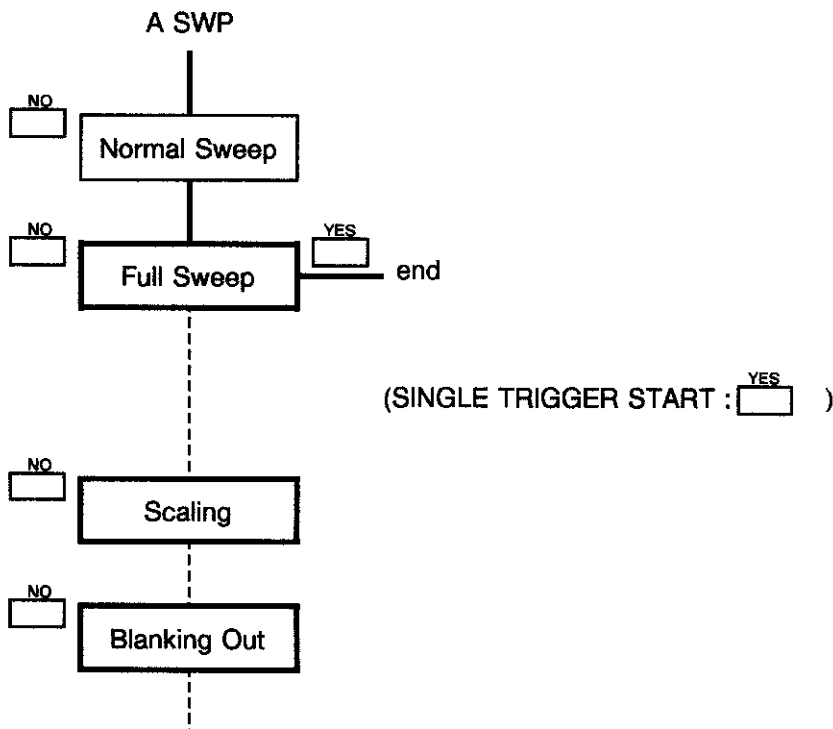 A SWP
NO
Normal Sweep
NO
YES
Full Sweep
end
(SINGLE TRIGGER START : YES )
NO
Scaling
NO
Blanking Out